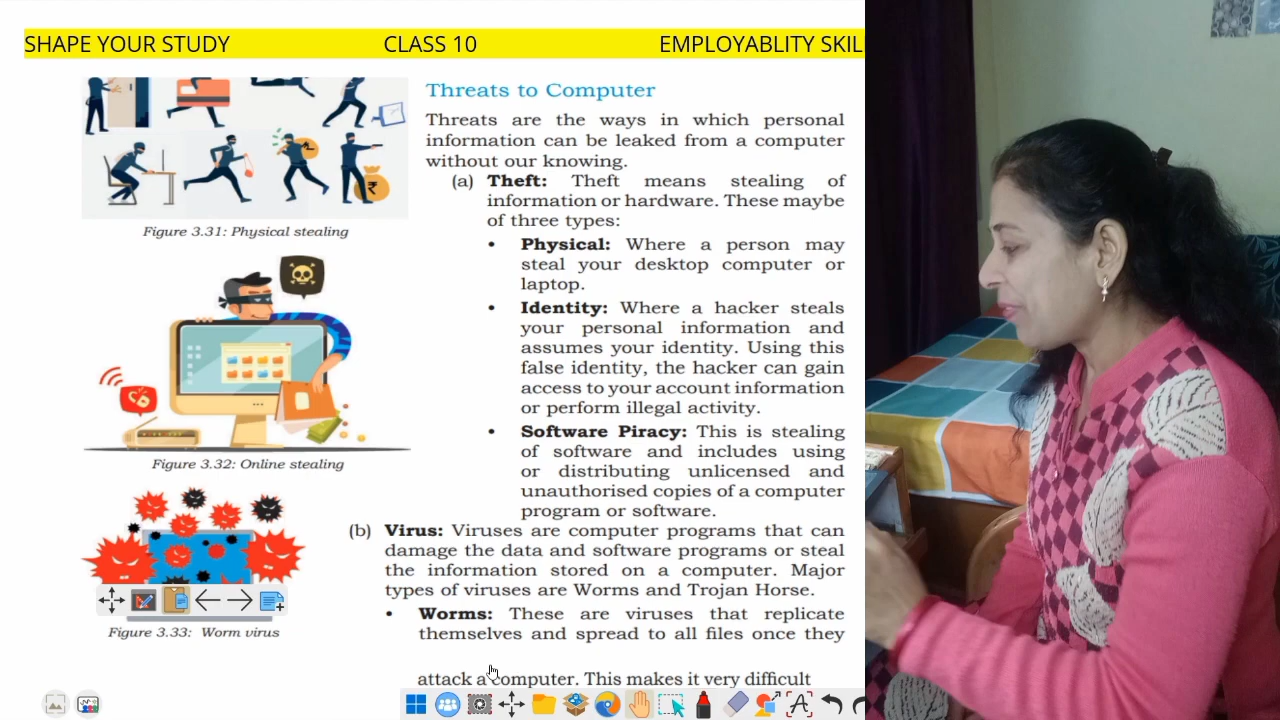 SHAPE YOUR STUDY CLASS 10 EMPLOYABLITY SKIL
Figure 3.31: Physical stealing
Figure 3.32: Online stealing
Figure 3.33: Worm virus
Threats to Computer
Threats are the ways in which personal
information can be leaked from a computer
without our knowing.
(a) Theft: Theft means stealing of
information or hardware. These maybe
of three types:
• Physical: Where a person may
steal your desktop computer or
laptop.
• Identity: Where a hacker steals
your personal information and
assumes your identity. Using this
false identity, the hacker can gain
access to your account information
or perform illegal activity.
• Software Piracy: This is stealing
of software and includes using
or distributing unlicensed and
unauthorised copies of a computer
program or software.
(b) Virus: Viruses are computer programs that can
damage the data and software programs or steal
the information stored on a computer. Major
types of viruses are Worms and Trojan Horse.
• Worms: These are viruses that replicate
themselves and spread to all files once they
attack a computer. This makes it very difficult